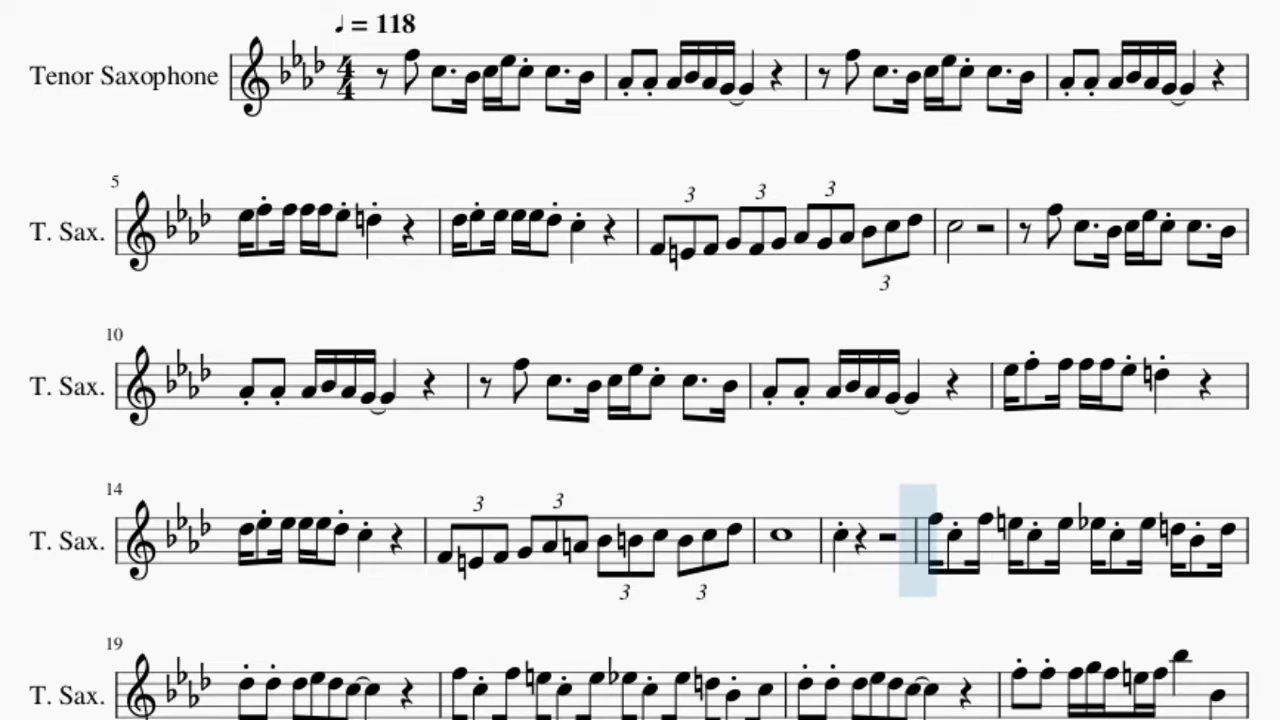 ♩ = 118
Tenor Saxophone
4
4
5
3 3 3
T. Sax.
3
10
T. Sax.
14
3 3
T. Sax.
3 3
19
T. Sax.